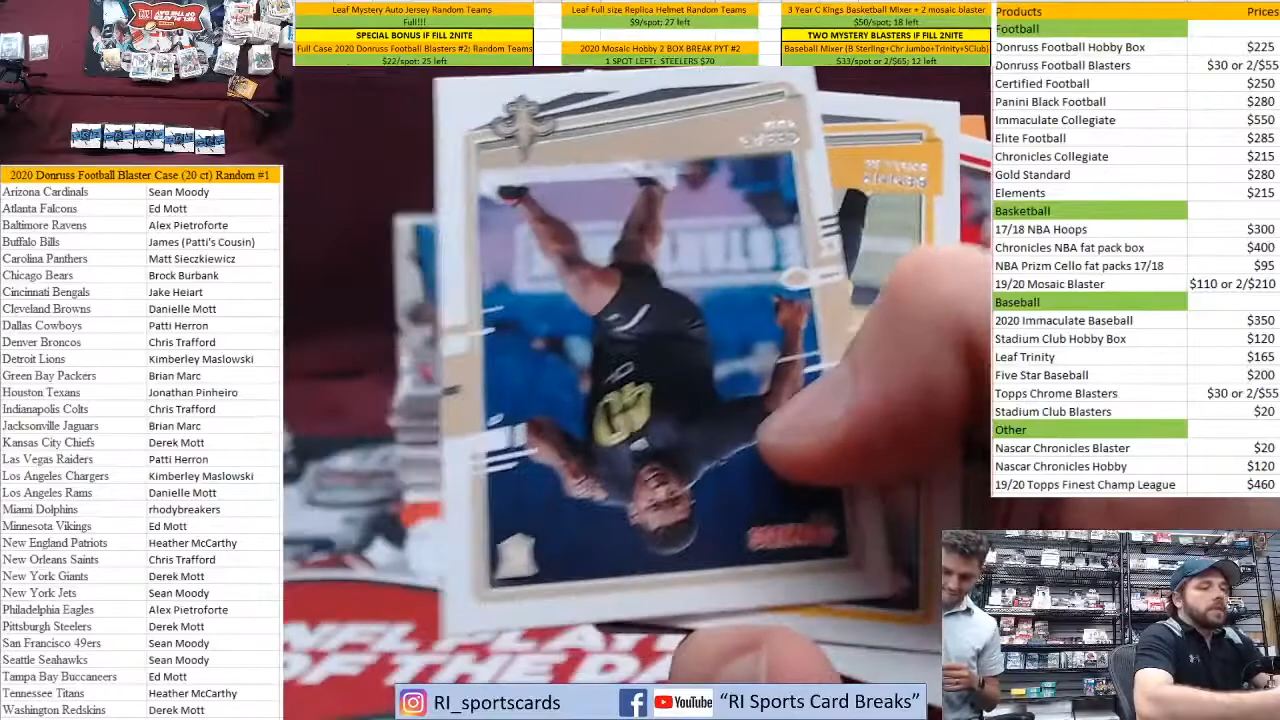 Leaf Mystery Auto Jersey Random Teams
Full!!!
SPECIAL BONUS IF FILL 2NITE
Full Case 2020 Donruss Football Blasters #2; Random Teams
$22/spot: 25 left
Leaf Full size Replica Helmet Random Teams
$9/spot; 27 left
2020 Mosaic Hobby 2 BOX BREAK PYT #2
1 SPOT LEFT: STEELERS $70
3 Year C Kings Basketball Mixer + 2 mosaic blaster
$50/spot; 18 left
TWO MYSTERY BLASTERS IF FILL 2NITE
Baseball Mixer (B Sterling+Chr Jumbo+Trinity+SClub)
$33/spot or 2/$65; 12 left
Products Prices
Football
Donruss Football Hobby Box $225
Donruss Football Blasters $30 or 2/$55
Certified Football $250
Panini Black Football $280
Immaculate Collegiate $550
Elite Football $285
Chronicles Collegiate $215
Gold Standard $280
Elements $215
Basketball
17/18 NBA Hoops $300
Chronicles NBA fat pack box $400
NBA Prizm Cello fat packs 17/18 $95
19/20 Mosaic Blaster $110 or 2/$210
Baseball
2020 Immaculate Baseball $350
Stadium Club Hobby Box $120
Leaf Trinity $165
Five Star Baseball $200
Topps Chrome Blasters $30 or 2/$55
Stadium Club Blasters $20
Other
Nascar Chronicles Blaster $20
Nascar Chronicles Hobby $120
19/20 Topps Finest Champ League $460
2020 Donruss Football Blaster Case (20 ct) Random #1
Arizona Cardinals Sean Moody
Atlanta Falcons Ed Mott
Baltimore Ravens Alex Pietroforte
Buffalo Bills James (Patti's Cousin)
Carolina Panthers Matt Sieczkiewicz
Chicago Bears Brock Burbank
Cincinnati Bengals Jake Heiart
Cleveland Browns Danielle Mott
Dallas Cowboys Patti Herron
Denver Broncos Chris Trafford
Detroit Lions Kimberley Maslowski
Green Bay Packers Brian Marc
Houston Texans Jonathan Pinheiro
Indianapolis Colts Chris Trafford
Jacksonville Jaguars Brian Marc
Kansas City Chiefs Derek Mott
Las Vegas Raiders Patti Herron
Los Angeles Chargers Kimberley Maslowski
Los Angeles Rams Danielle Mott
Miami Dolphins rhodybreakers
Minnesota Vikings Ed Mott
New England Patriots Heather McCarthy
New Orleans Saints Chris Trafford
New York Giants Derek Mott
New York Jets Sean Moody
Philadelphia Eagles Alex Pietroforte
Pittsburgh Steelers Derek Mott
San Francisco 49ers Sean Moody
Seattle Seahawks Sean Moody
Tampa Bay Buccaneers Ed Mott
Tennessee Titans Heather McCarthy
Washington Redskins Derek Mott
RI_sportscards
YouTube "RI Sports Card Breaks"